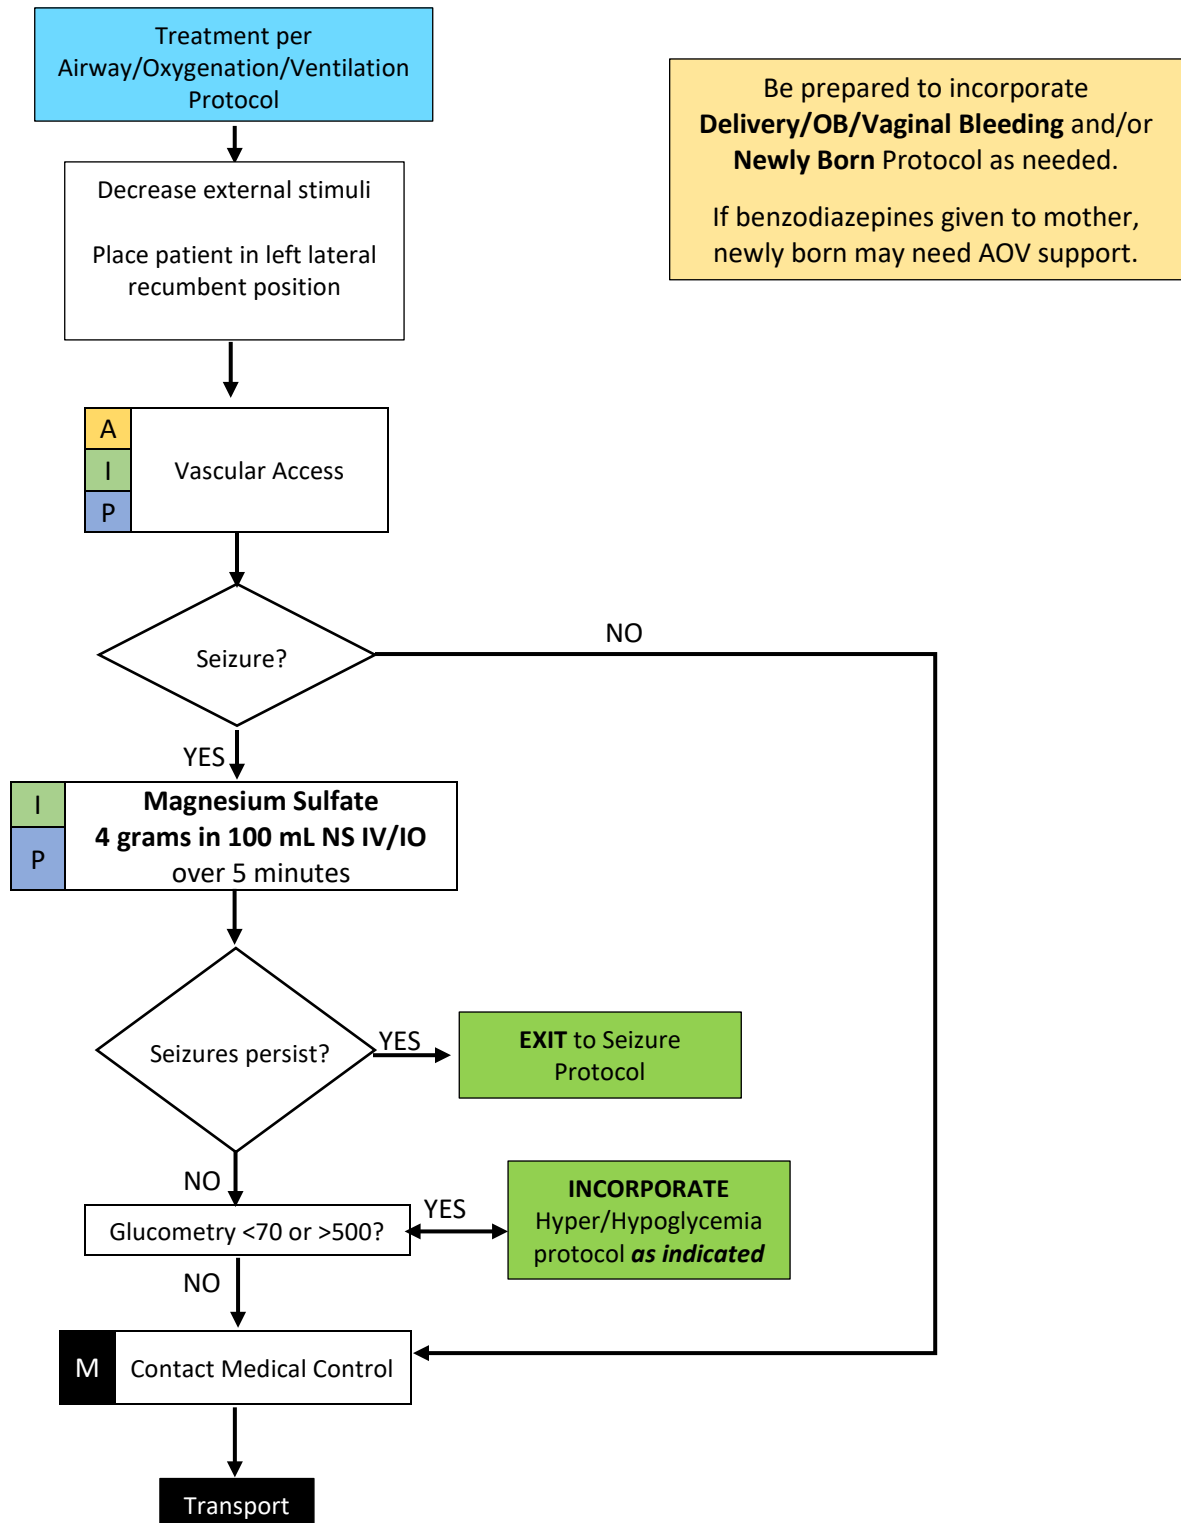 Treatment per
Airway/Oxygenation/Ventilation
Protocol
Be prepared to incorporate
Delivery/OB/Vaginal Bleeding and/or
Newly Born Protocol as needed.
If benzodiazepines given to mother,
newly born may need AOV support.
Decrease external stimuli
Place patient in left lateral
recumbent position
A
I
P
Vascular Access
Seizure?
NO
YES
I
P
Magnesium Sulfate
4 grams in 100 mL NS IV/IO
over 5 minutes
Seizures persist?
YES
EXIT to Seizure
Protocol
NO
Glucometry <70 or >500?
YES
INCORPORATE
Hyper/Hypoglycemia
protocol as indicated
NO
M
Contact Medical Control
Transport